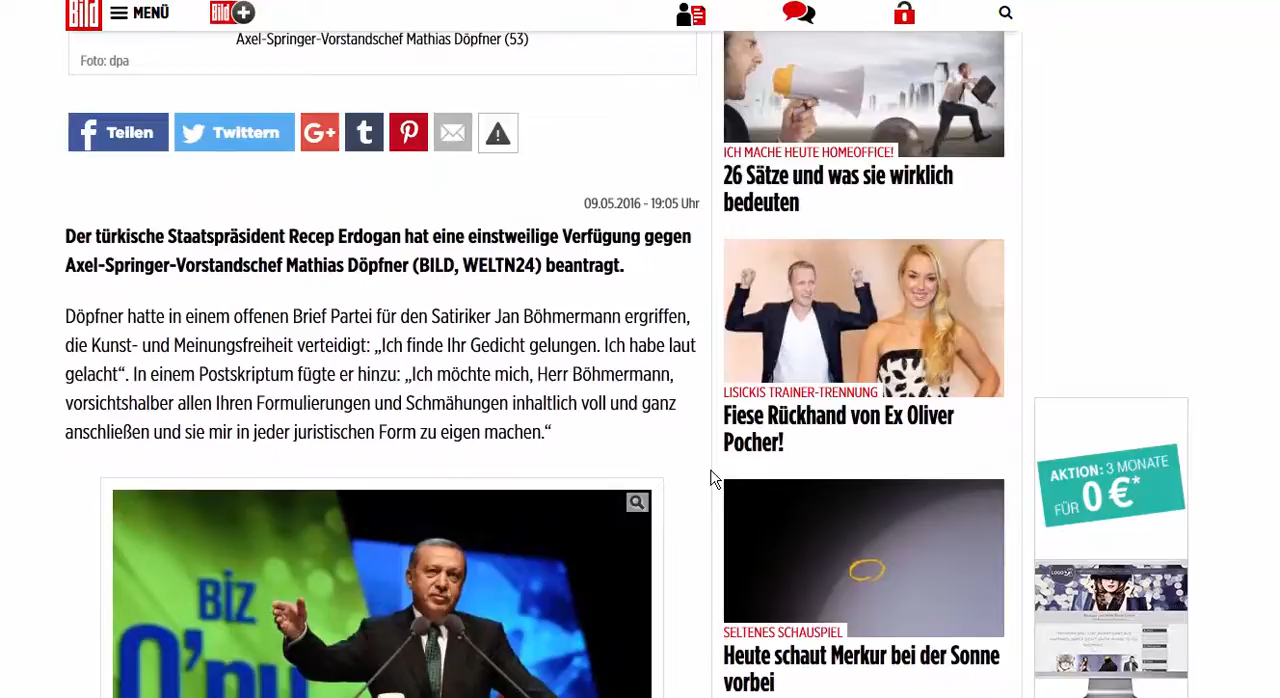 Bild
MENÜ
Bild
Axel-Springer-Vorstandschef Mathias Döpfner (53)
Foto: dpa
Teilen
Twittern
G+
t
09.05.2016 - 19:05 Uhr
Der türkische Staatspräsident Recep Erdogan hat eine einstweilige Verfügung gegen
Axel-Springer-Vorstandschef Mathias Döpfner (BILD, WELTN24) beantragt.
Döpfner hatte in einem offenen Brief Partei für den Satiriker Jan Böhmermann ergriffen,
die Kunst- und Meinungsfreiheit verteidigt: „Ich finde Ihr Gedicht gelungen. Ich habe laut
gelacht“. In einem Postskriptum fügte er hinzu: „Ich möchte mich, Herr Böhmermann,
vorsichtshalber allen Ihren Formulierungen und Schmähungen inhaltlich voll und ganz
anschließen und sie mir in jeder juristischen Form zu eigen machen.“
BIZ
O'nu
ICH MACHE HEUTE HOMEOFFICE!
26 Sätze und was sie wirklich
bedeuten
LISICKIS TRAINER-TRENNUNG
Fiese Rückhand von Ex Oliver
Pocher!
SELTENES SCHAUSPIEL
Heute schaut Merkur bei der Sonne
vorbei
AKTION: 3 MONATE
FÜR 0 €*